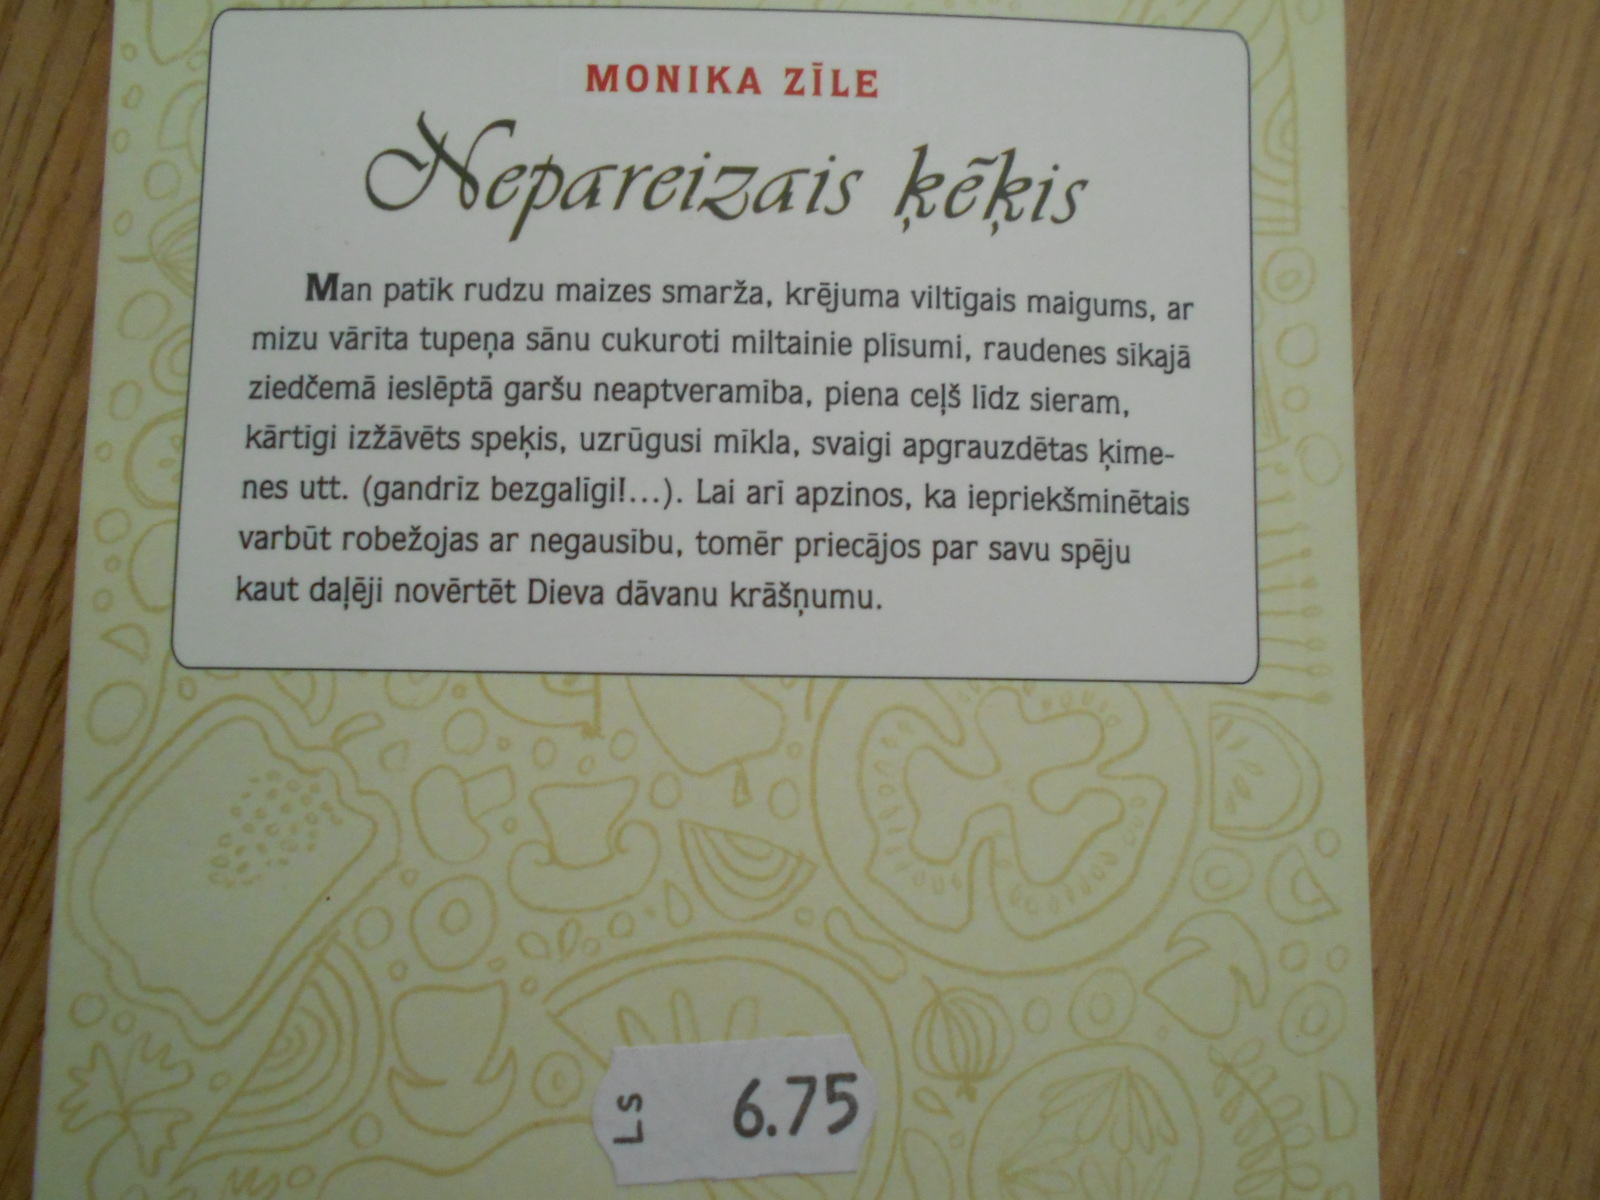 MONIKA ZĪLE
Nepareizais ķēķis
Man patīk rudzu maizes smarža, krējuma viltīgais maigums, ar
mizu vārīta tupeņa sānu cukuroti miltainie plīsumi, raudenes sīkajā
ziedčemā ieslēptā garšu neaptveramība, piena ceļš līdz sieram,
kārtīgi izžāvēts speķis, uzrūgusi mīkla, svaigi apgrauzdētas ķime-
nes utt. (gandrīz bezgalīgi!...). Lai arī apzinos, ka iepriekšminētais
varbūt robežojas ar negausību, tomēr priecājos par savu spēju
kaut daļēji novērtēt Dieva dāvanu krāšņumu.
LS 6.75